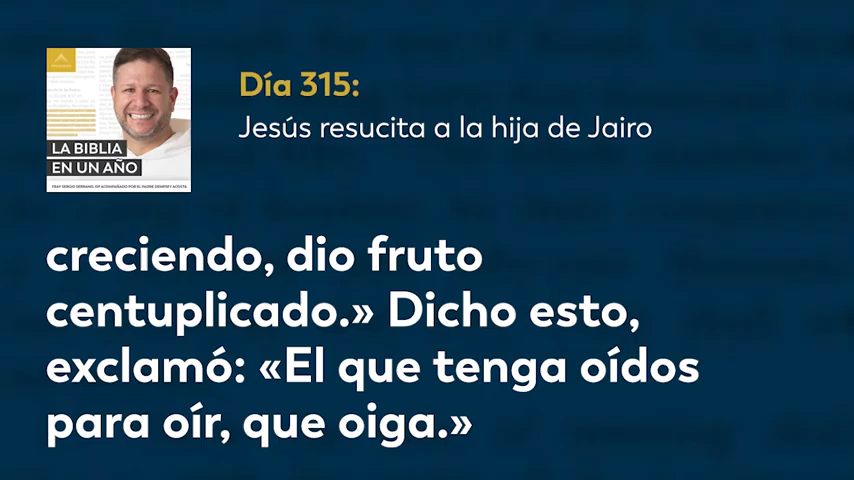 Día 315:
Jesús resucita a la hija de Jairo
LA BIBLIA
EN UN AÑO
creciendo, dio fruto
centuplicado.» Dicho esto,
exclamó: «El que tenga oídos
para oír, que oiga.»